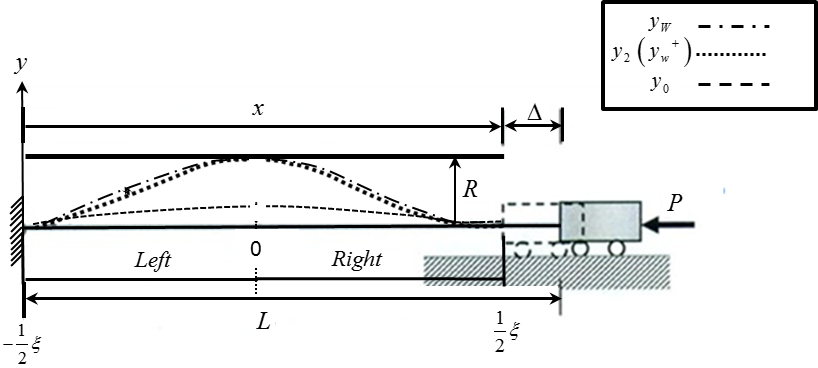 y_W
y_2 (y_w^+)
y_0
y
x
Δ
R
P
Left
0
Right
L
-1/2 ξ
1/2 ξ